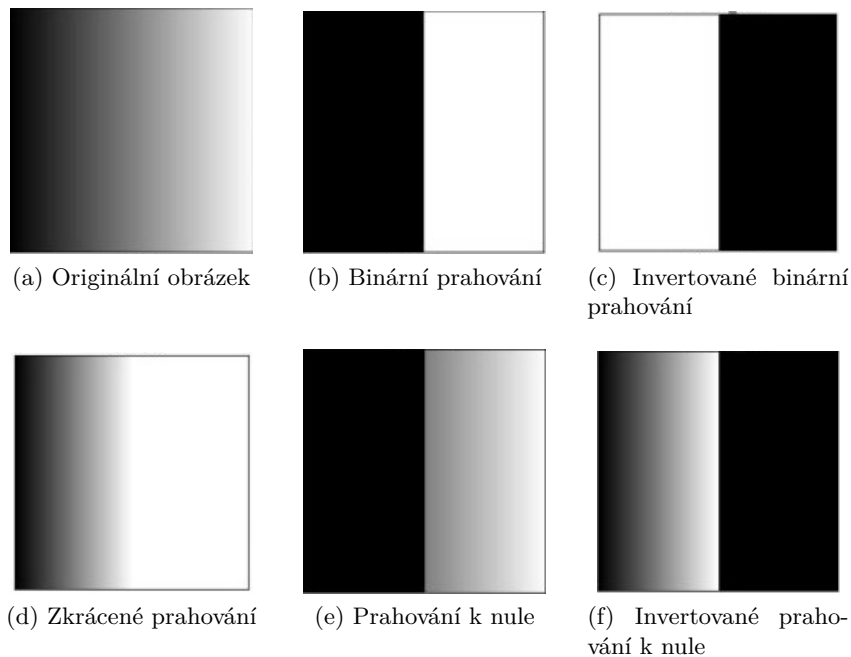 (a) Originální obrázek
(b) Binární prahování
(c) Invertované binární
prahování
(d) Zkrácené prahování
(e) Prahování k nule
(f) Invertované praho-
vání k nule